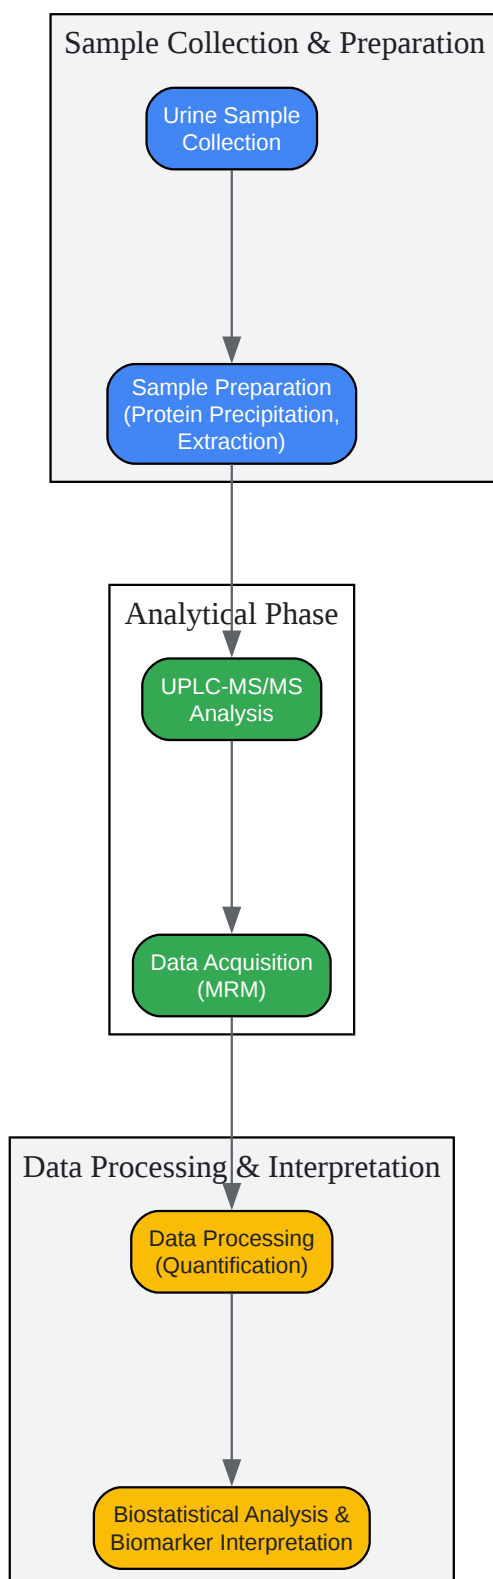 Sample Collection & Preparation
Urine Sample
Collection
Sample Preparation
(Protein Precipitation,
Extraction)
Analytical Phase
UPLC-MS/MS
Analysis
Data Acquisition
(MRM)
Data Processing & Interpretation
Data Processing
(Quantification)
Biostatistical Analysis &
Biomarker Interpretation